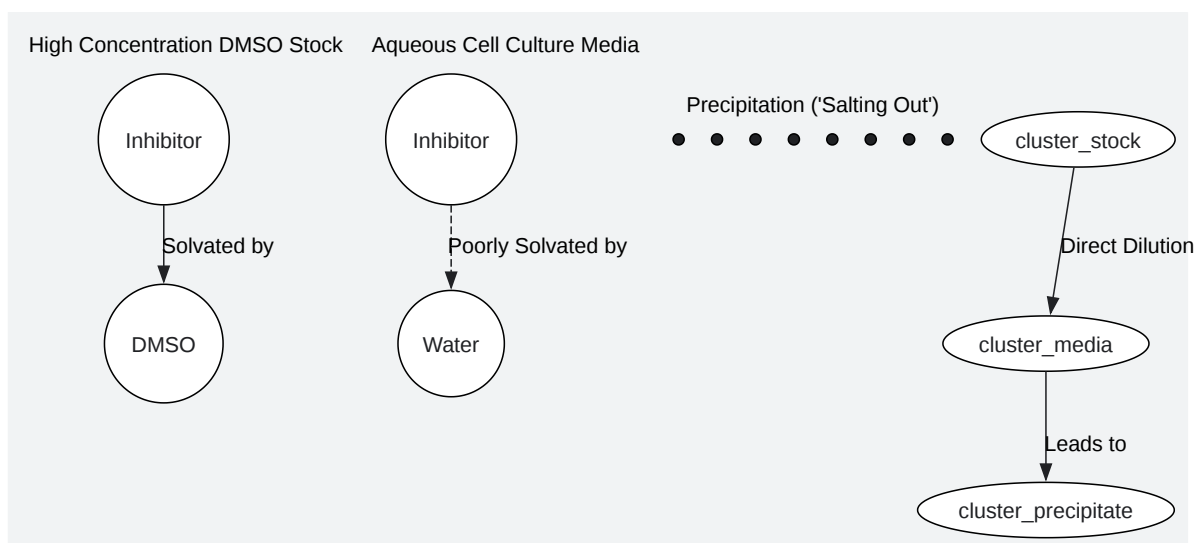 High Concentration DMSO Stock
Aqueous Cell Culture Media
Precipitation ('Salting Out')
Inhibitor
Inhibitor
cluster_stock
Solvated by
Poorly Solvated by
Direct Dilution
DMSO
Water
cluster_media
Leads to
cluster_precipitate